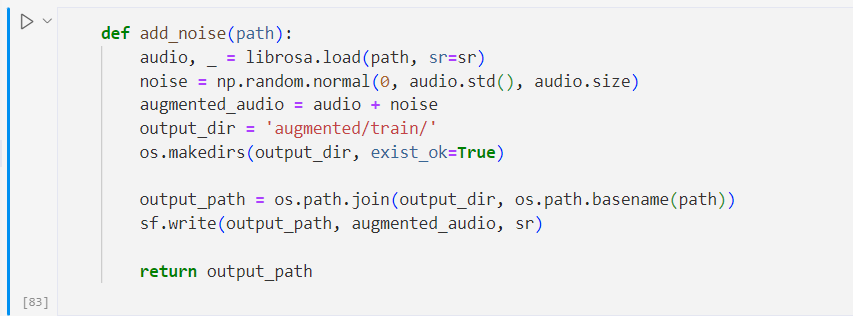 def add_noise(path):
    audio, _ = librosa.load(path, sr=sr)
    noise = np.random.normal(0, audio.std(), audio.size)
    augmented_audio = audio + noise
    output_dir = 'augmented/train/'
    os.makedirs(output_dir, exist_ok=True)

    output_path = os.path.join(output_dir, os.path.basename(path))
    sf.write(output_path, augmented_audio, sr)

    return output_path
[83]